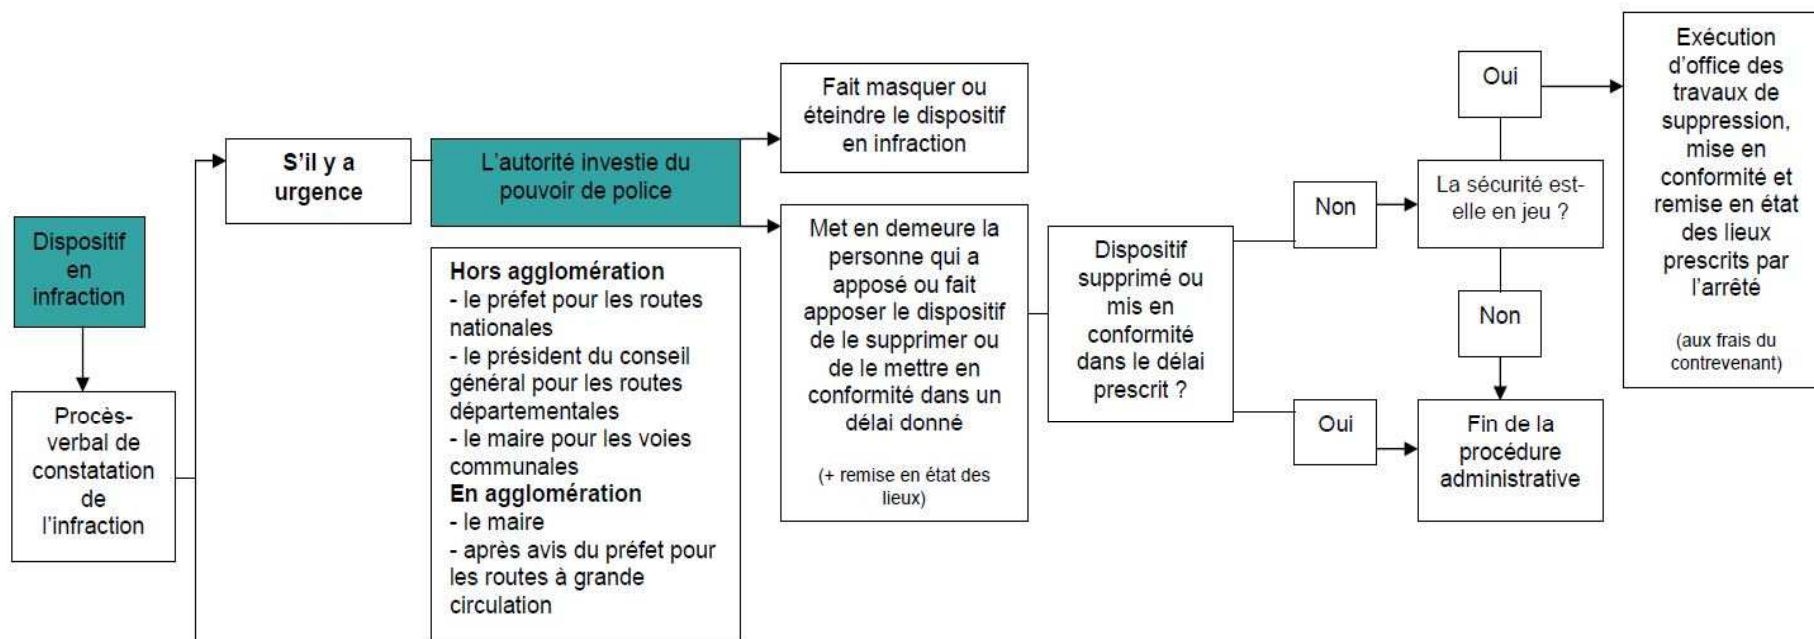 Dispositif
en
infraction
Procès-
verbal de
constatation
de
l'infraction
S'il y a
urgence
L'autorité investie du
pouvoir de police
Hors agglomération
- le préfet pour les routes
nationales
- le président du conseil
général pour les routes
départementales
- le maire pour les voies
communales
En agglomération
- le maire
- après avis du préfet pour
les routes à grande
circulation
Fait masquer ou
éteindre le dispositif
en infraction
Met en demeure la
personne qui a
apposé ou fait
apposer le dispositif
de le supprimer ou
de le mettre en
conformité dans un
délai donné
(+ remise en état des
lieux)
Dispositif
supprimé ou
mis en
conformité
dans le délai
prescrit ?
Non
Oui
La sécurité est-
elle en jeu ?
Oui
Non
Exécution
d'office des
travaux de
suppression,
mise en
conformité et
remise en état
des lieux
prescrits par
l'arrêté
(aux frais du
contrevenant)
Fin de la
procédure
administrative